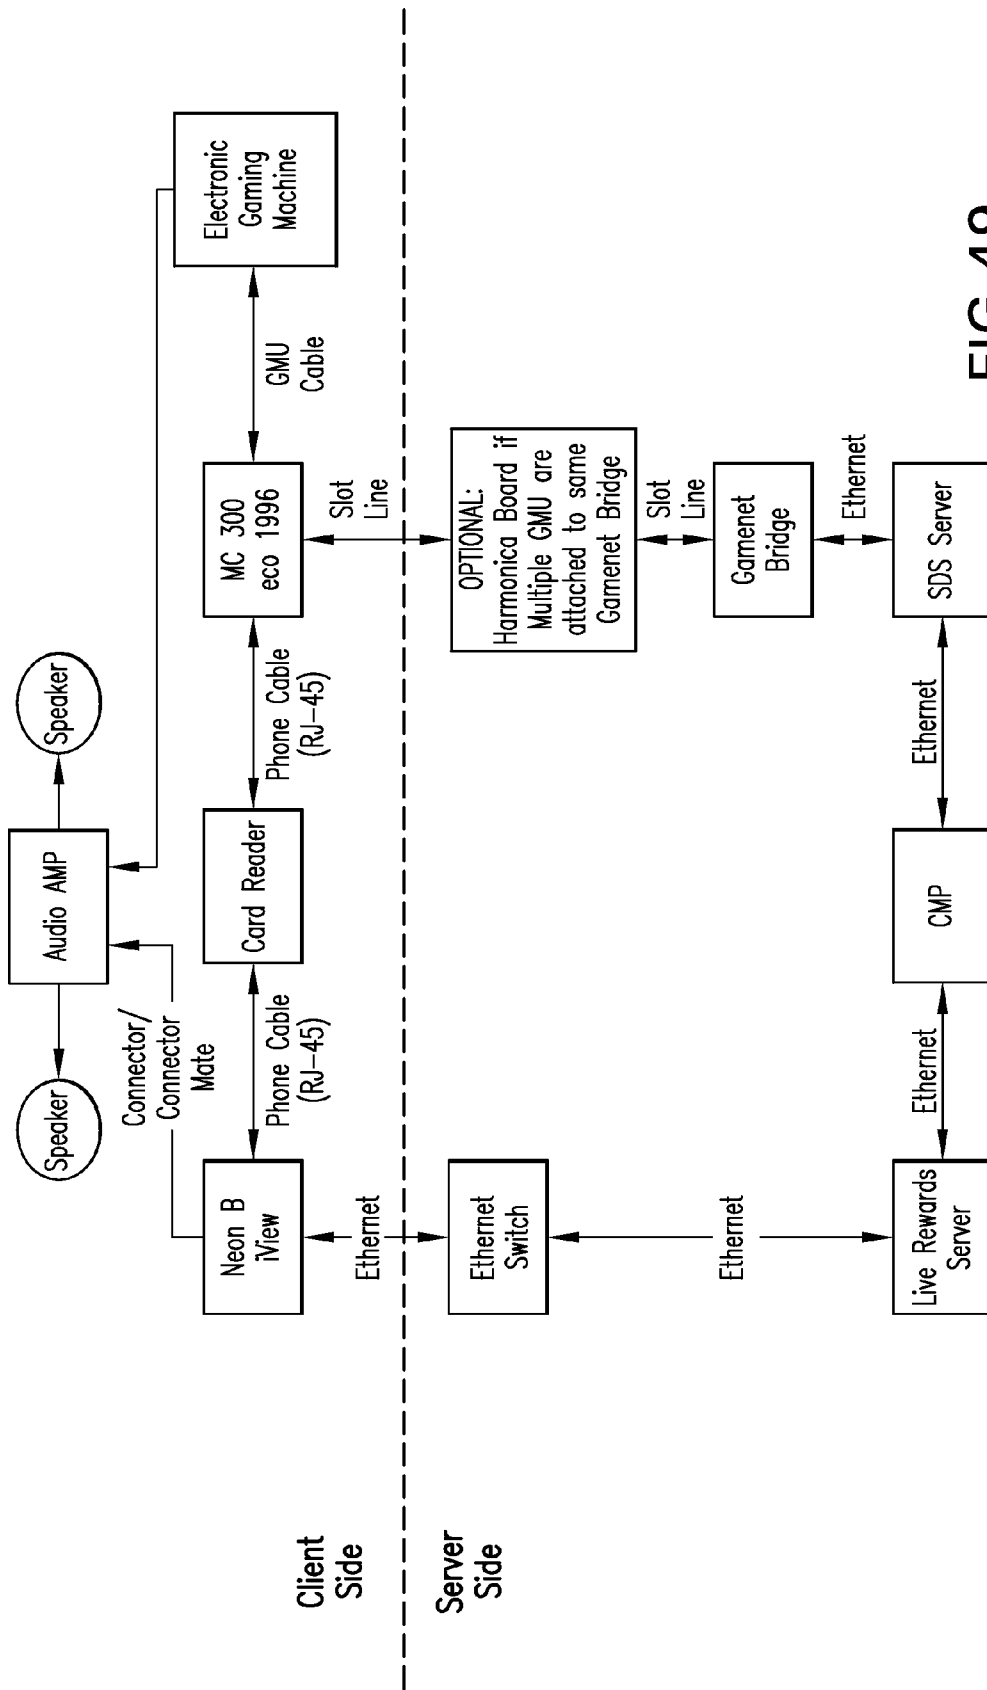 Speaker
Audio AMP
Speaker
Connector/
Connector
Mate
Neon B
iView
Phone Cable
(RJ-45)
Card Reader
Phone Cable
(RJ-45)
MC 300
eco 1996
GMU
Cable
Electronic
Gaming
Machine
Client
Side
Ethernet
Slot
Line
Server
Side
Ethernet
Switch
OPTIONAL:
Harmonica Board if
Multiple GMU are
attached to same
Gamenet Bridge
Ethernet
Slot
Line
Gamenet
Bridge
Ethernet
Live Rewards
Server
Ethernet
CMP
Ethernet
SDS Server